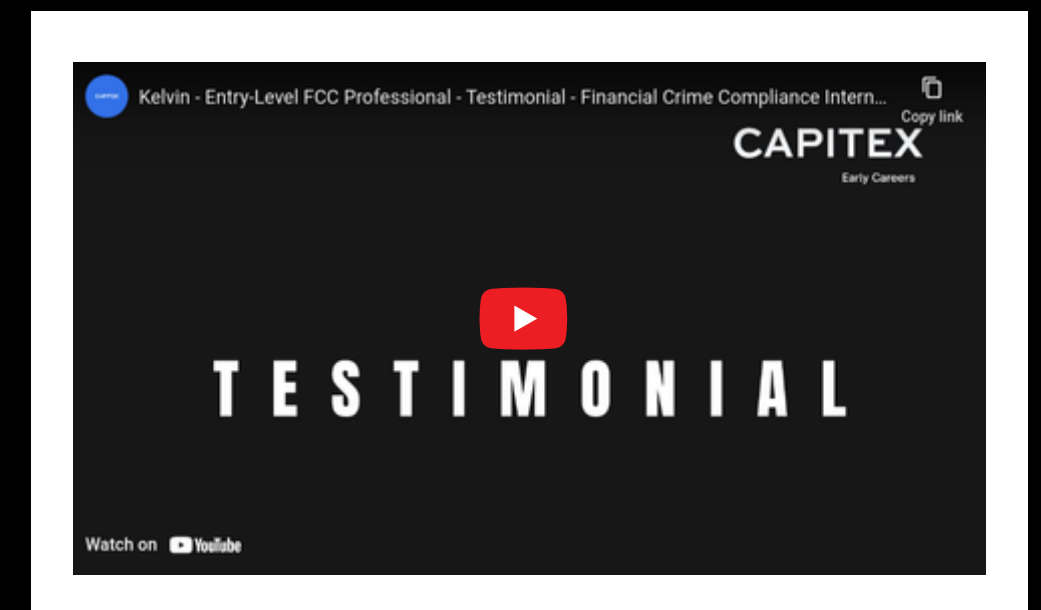 Kelvin - Entry-Level FCC Professional - Testimonial - Financial Crime Compliance Intern...
Copy link
CAPITEX
Early Careers
TESTIMONIAL
Watch on YouTube